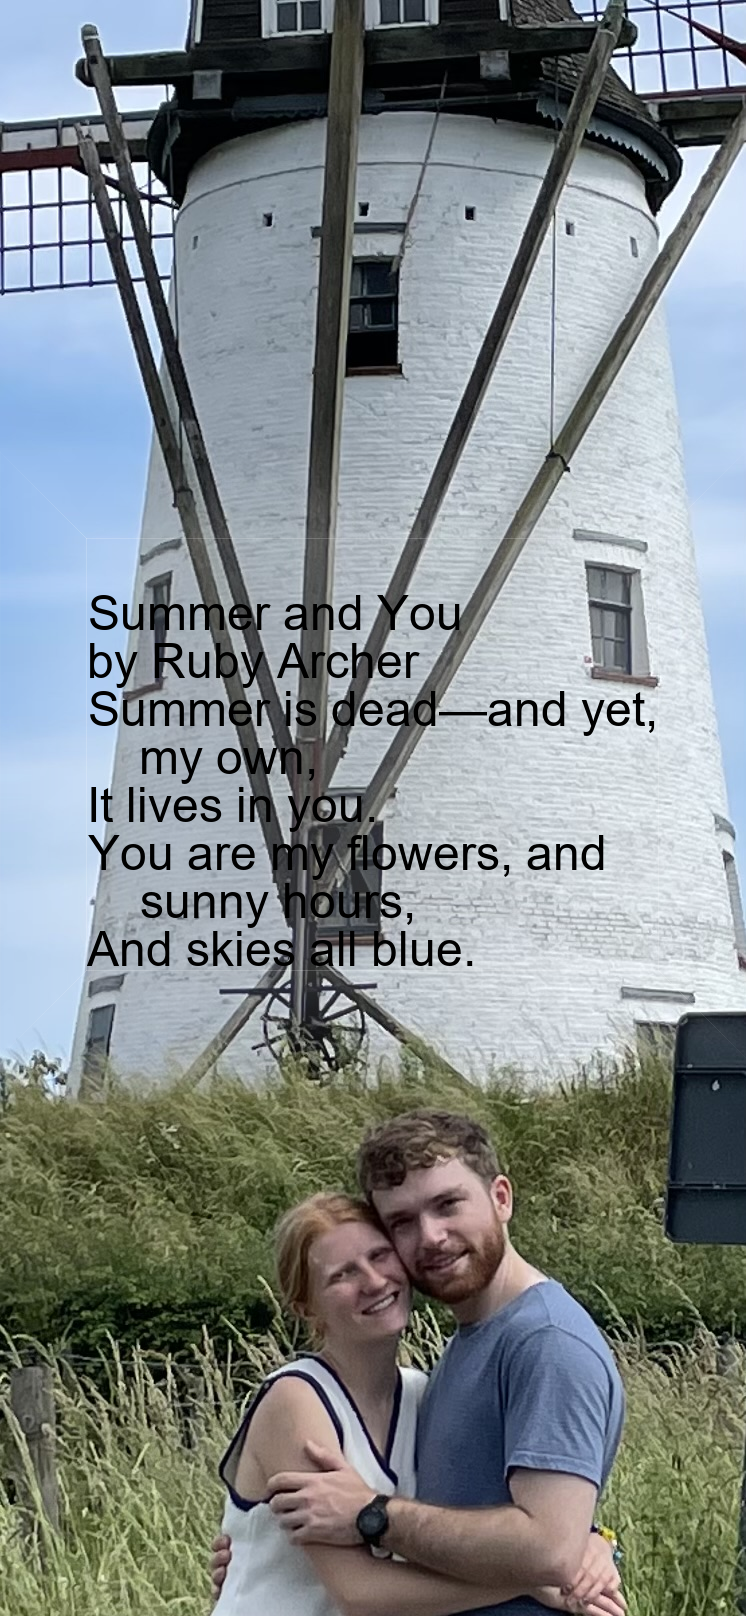 Summer and You
by Ruby Archer
Summer is dead—and yet,
my own,
It lives in you.
You are my flowers, and
sunny hours,
And skies all blue.